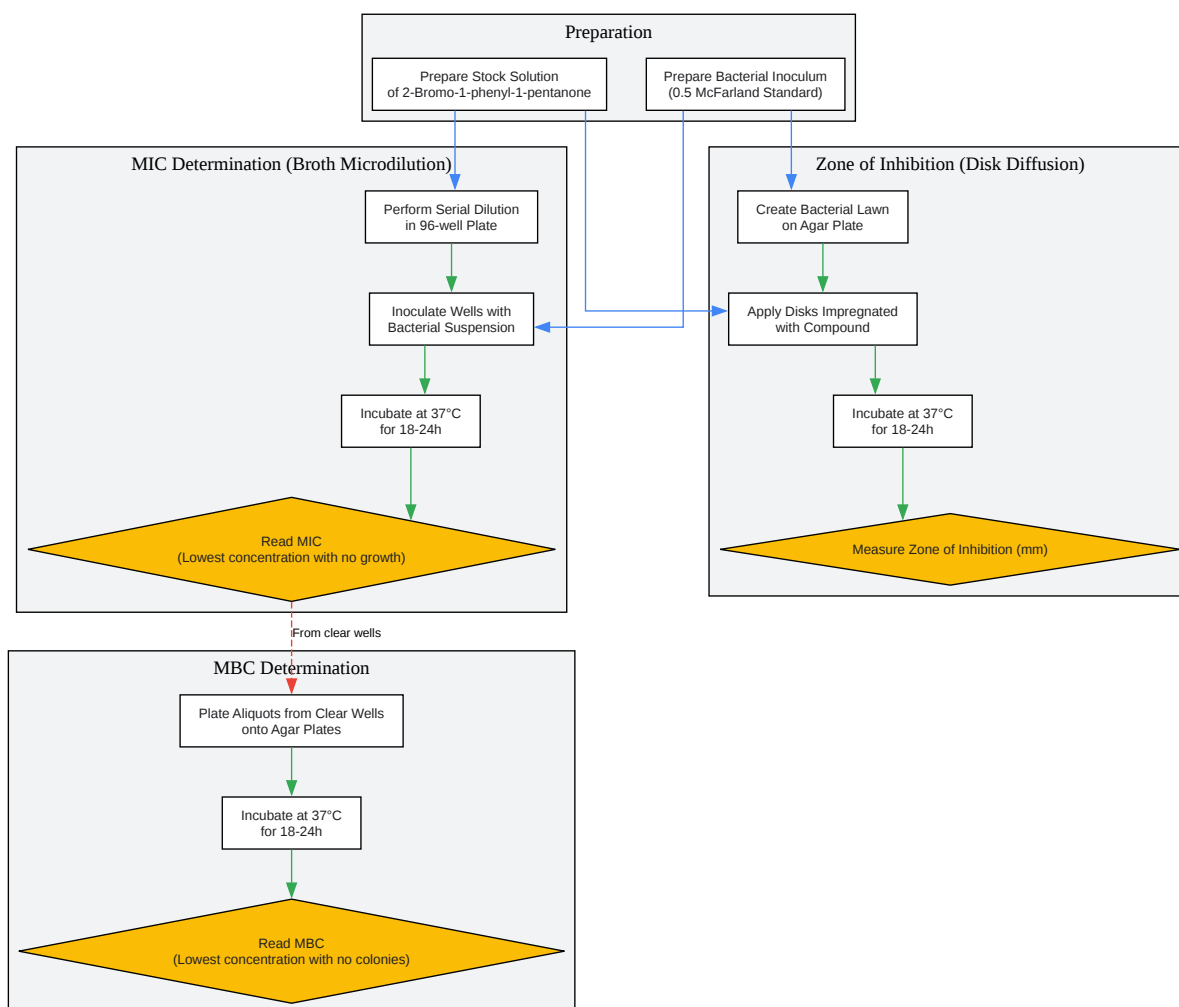 Preparation
Prepare Stock Solution
of 2-Bromo-1-phenyl-1-pentanone
Prepare Bacterial Inoculum
(0.5 McFarland Standard)
MIC Determination (Broth Microdilution)
Perform Serial Dilution
in 96-well Plate
Inoculate Wells with
Bacterial Suspension
Incubate at 37°C
for 18-24h
Read MIC
(Lowest concentration with no growth)
Zone of Inhibition (Disk Diffusion)
Create Bacterial Lawn
on Agar Plate
Apply Disks Impregnated
with Compound
Incubate at 37°C
for 18-24h
Measure Zone of Inhibition (mm)
From clear wells
MBC Determination
Plate Aliquots from Clear Wells
onto Agar Plates
Incubate at 37°C
for 18-24h
Read MBC
(Lowest concentration with no colonies)